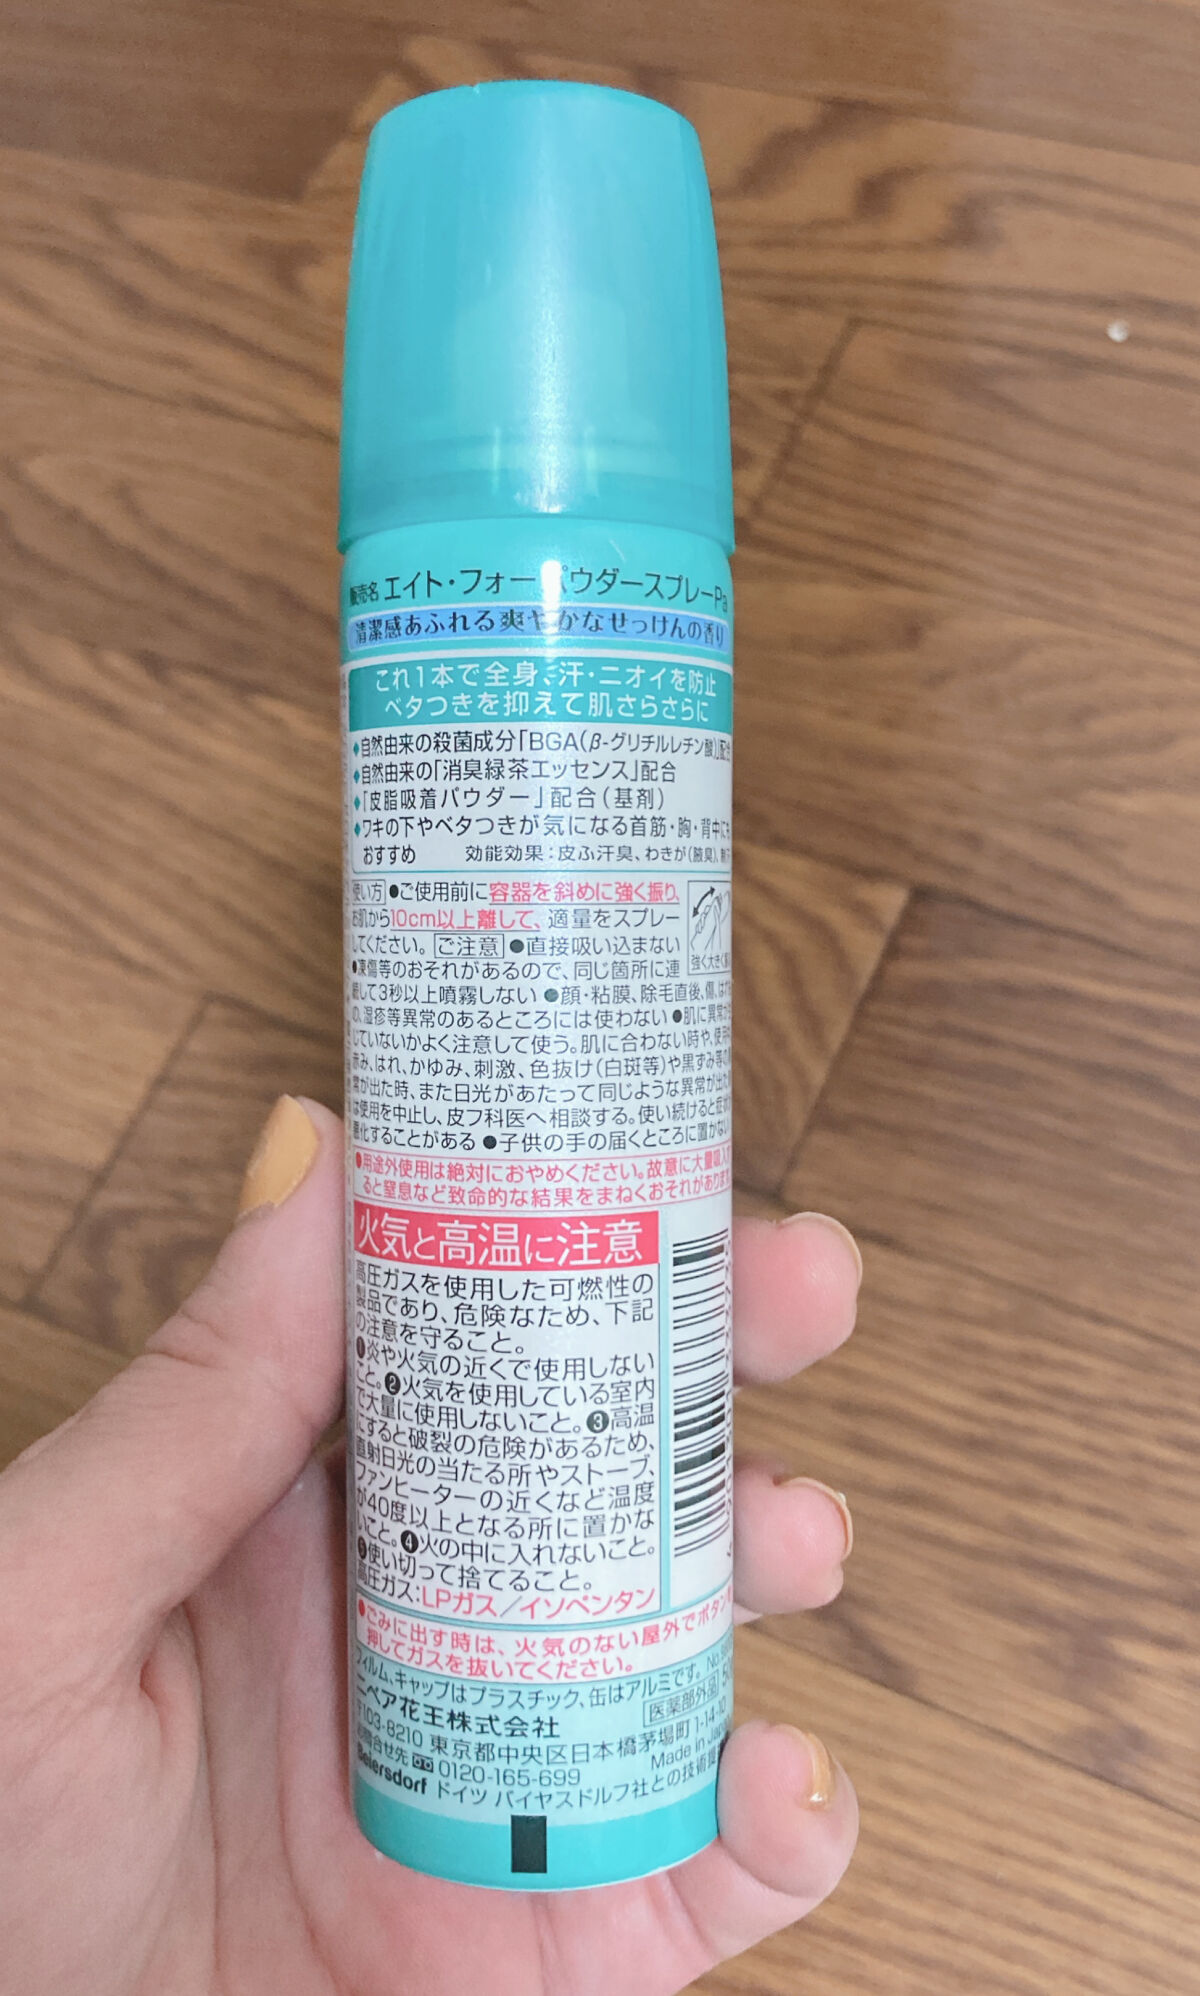 販売名 エイト・フォー パウダースプレーPa
清潔感あふれる爽やかなせっけんの香り
これ1本で全身、汗・ニオイを防止
ベタつきを抑えて肌さらさらに
◆自然由来の殺菌成分「BGA(β-グリチルレチン酸)」配合
◆自然由来の「消臭緑茶エッセンス」配合
◆「皮脂吸着パウダー」配合(基剤)
◆ワキの下やベタつきが気になる首筋・胸・背中にも
おすすめ 効能効果:皮ふ汗臭、わきが(腋臭)、
使い方 ●ご使用前に容器を斜めに強く振り、
お肌から10cm以上離して、適量をスプレー
してください。 ご注意 ●直接吸い込まない
●凍傷等のおそれがあるので、同じ箇所に連
強く大きく
続して3秒以上噴霧しない ●顔・粘膜、除毛直後、傷、はれ
の、湿疹等異常のあるところには使わない ●肌に異常が
じていないかよく注意して使う。肌に合わない時や、使用
赤み、はれ、かゆみ、刺激、色抜け(白斑等)や黒ずみ等の
常が出た時、また日光があたって同じような異常が出た
は使用を中止し、皮フ科医へ相談する。使い続けると症状
悪化することがある ●子供の手の届くところに置かない
●用途外使用は絶対におやめください。故意に大量吸入
ると窒息など致命的な結果をまねくおそれがあります
火気と高温に注意
高圧ガスを使用した可燃性の
製品であり、危険なため、下記
の注意を守ること。
❶炎や火気の近くで使用しない
こと。❷火気を使用している室内
で大量に使用しないこと。❸高温
にすると破裂の危険があるため、
直射日光の当たる所やストーブ、
ファンヒーターの近くなど温度
が40度以上となる所に置かな
いこと。❹火の中に入れないこと。
❺使い切って捨てること。
高圧ガス:LPガス/イソペンタン
●ごみに出す時は、火気のない屋外でボタンを
押してガスを抜いてください。
フィルム、キャップはプラスチック、缶はアルミです。
ニベア花王株式会社 医薬部外品
〒103-8210 東京都中央区日本橋茅場町1-14-10
お問合せ先 0120-165-699 Made in Japan
Beiersdorf ドイツ バイヤスドルフ社との技術提